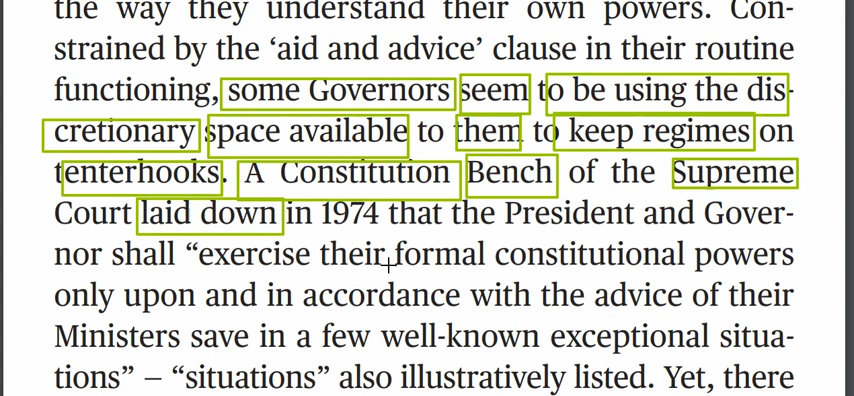 the way they understand their own powers. Con-
strained by the ‘aid and advice’ clause in their routine
functioning, some Governors seem to be using the dis-
cretionary space available to them to keep regimes on
tenterhooks. A Constitution Bench of the Supreme
Court laid down in 1974 that the President and Gover-
nor shall “exercise their formal constitutional powers
only upon and in accordance with the advice of their
Ministers save in a few well-known exceptional situa-
tions” – “situations” also illustratively listed. Yet, there